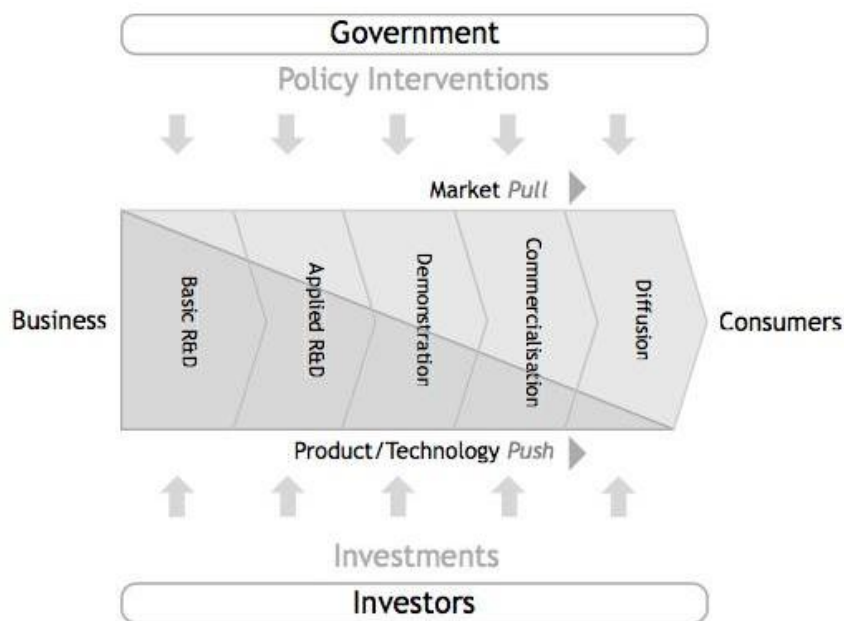 Government
Policy Interventions
Market Pull
Business
Basic R&D
Applied R&D
Demonstration
Commercialisation
Diffusion
Consumers
Product/Technology Push
Investments
Investors